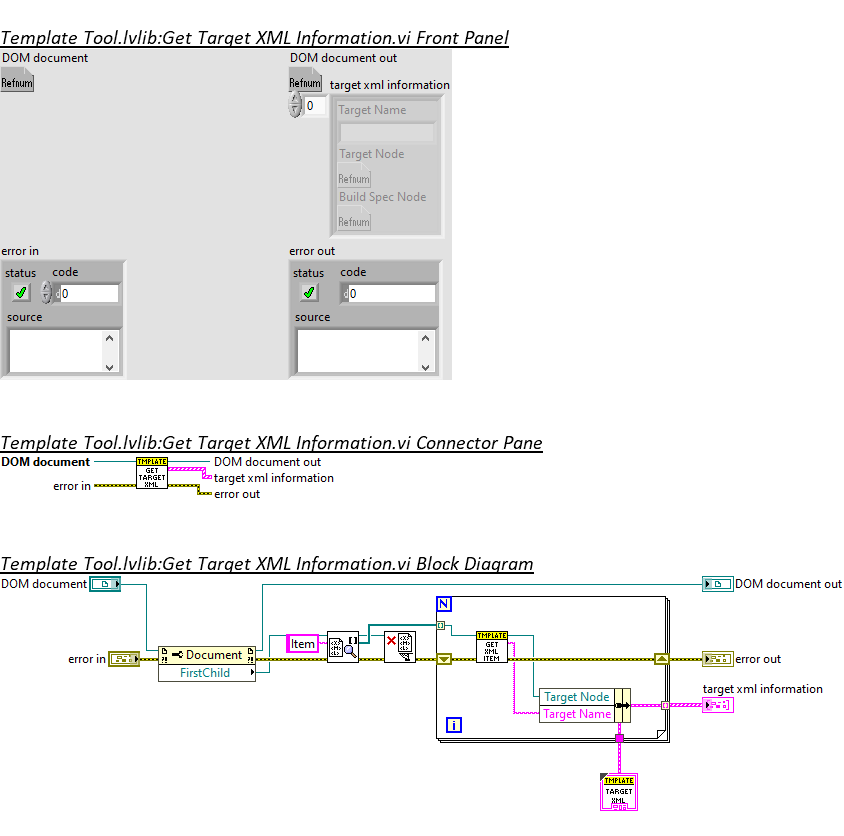 Template Tool.lvlib:Get Target XML Information.vi Front Panel
DOM document
DOM document out
Refnum
Refnum
target xml information
0
Target Name
Target Node
Refnum
Build Spec Node
Refnum
error in
error out
status code
status code
d0
d0
source
source
Template Tool.lvlib:Get Target XML Information.vi Connector Pane
DOM document
TMPLATE
GET
TARGET
XML
DOM document out
target xml information
error in
error out
Template Tool.lvlib:Get Target XML Information.vi Block Diagram
DOM document
DOM document out
N
Item
TMPLATE
GET
XML
ITEM
error in
Document
FirstChild
error out
target xml information
Target Node
Target Name
i
TMPLATE
TARGET
XML